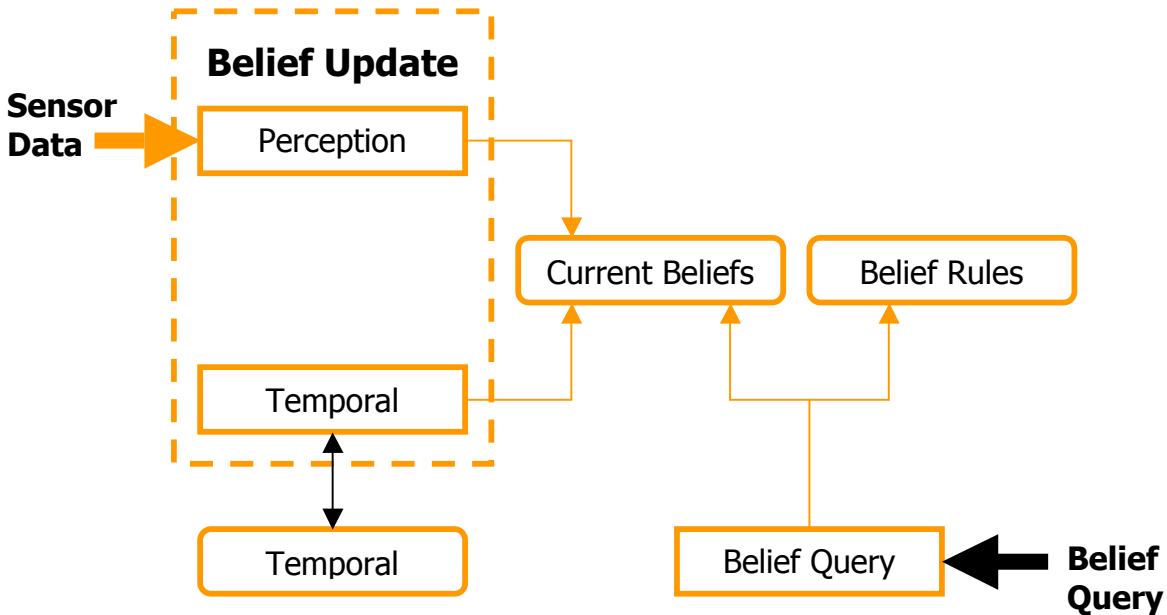 Belief Update
Sensor
Data
Perception
Current Beliefs
Belief Rules
Temporal
Temporal
Belief Query
Belief
Query